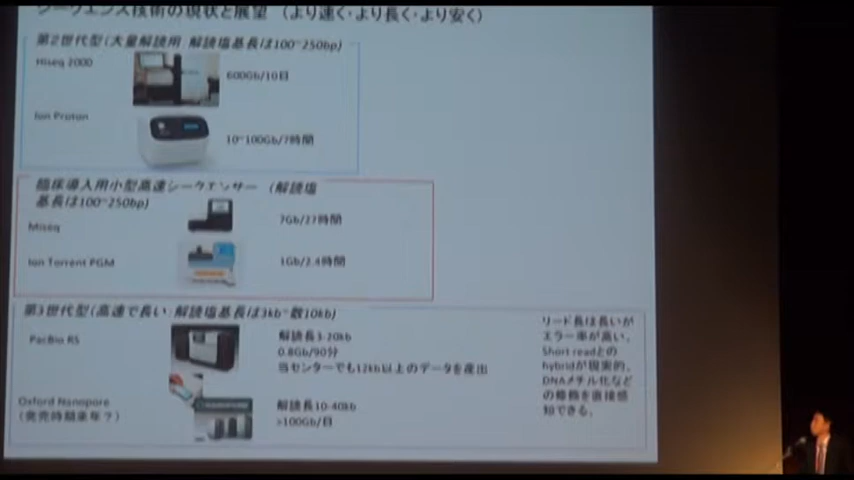 シークエンス技術の現状と展望 (より速く・より長く・より安く)
第2世代型(大量解読用 解読塩基長は100~250bp)
Hiseq 2000
600Gb/10日
Ion Proton
10~100Gb/7時間
臨床導入用小型高速シークエンサー (解読塩
基長は100~250bp)
Miseq
7Gb/27時間
Ion Torrent PGM
1Gb/2.4時間
第3世代型(高速で長い 解読塩基長は3kb~数10kb)
PacBio RS
解読長3-20kb
0.8Gb/90分
当センターでも12kb以上のデータを産出
Oxford Nanopore
(発売時期来年?)
解読長10-40kb
>100Gb/日
リード長は長いが
エラー率が高い。
Short readとの
hybridが現実的。
DNAメチル化など
の修飾を直接感
知できる。